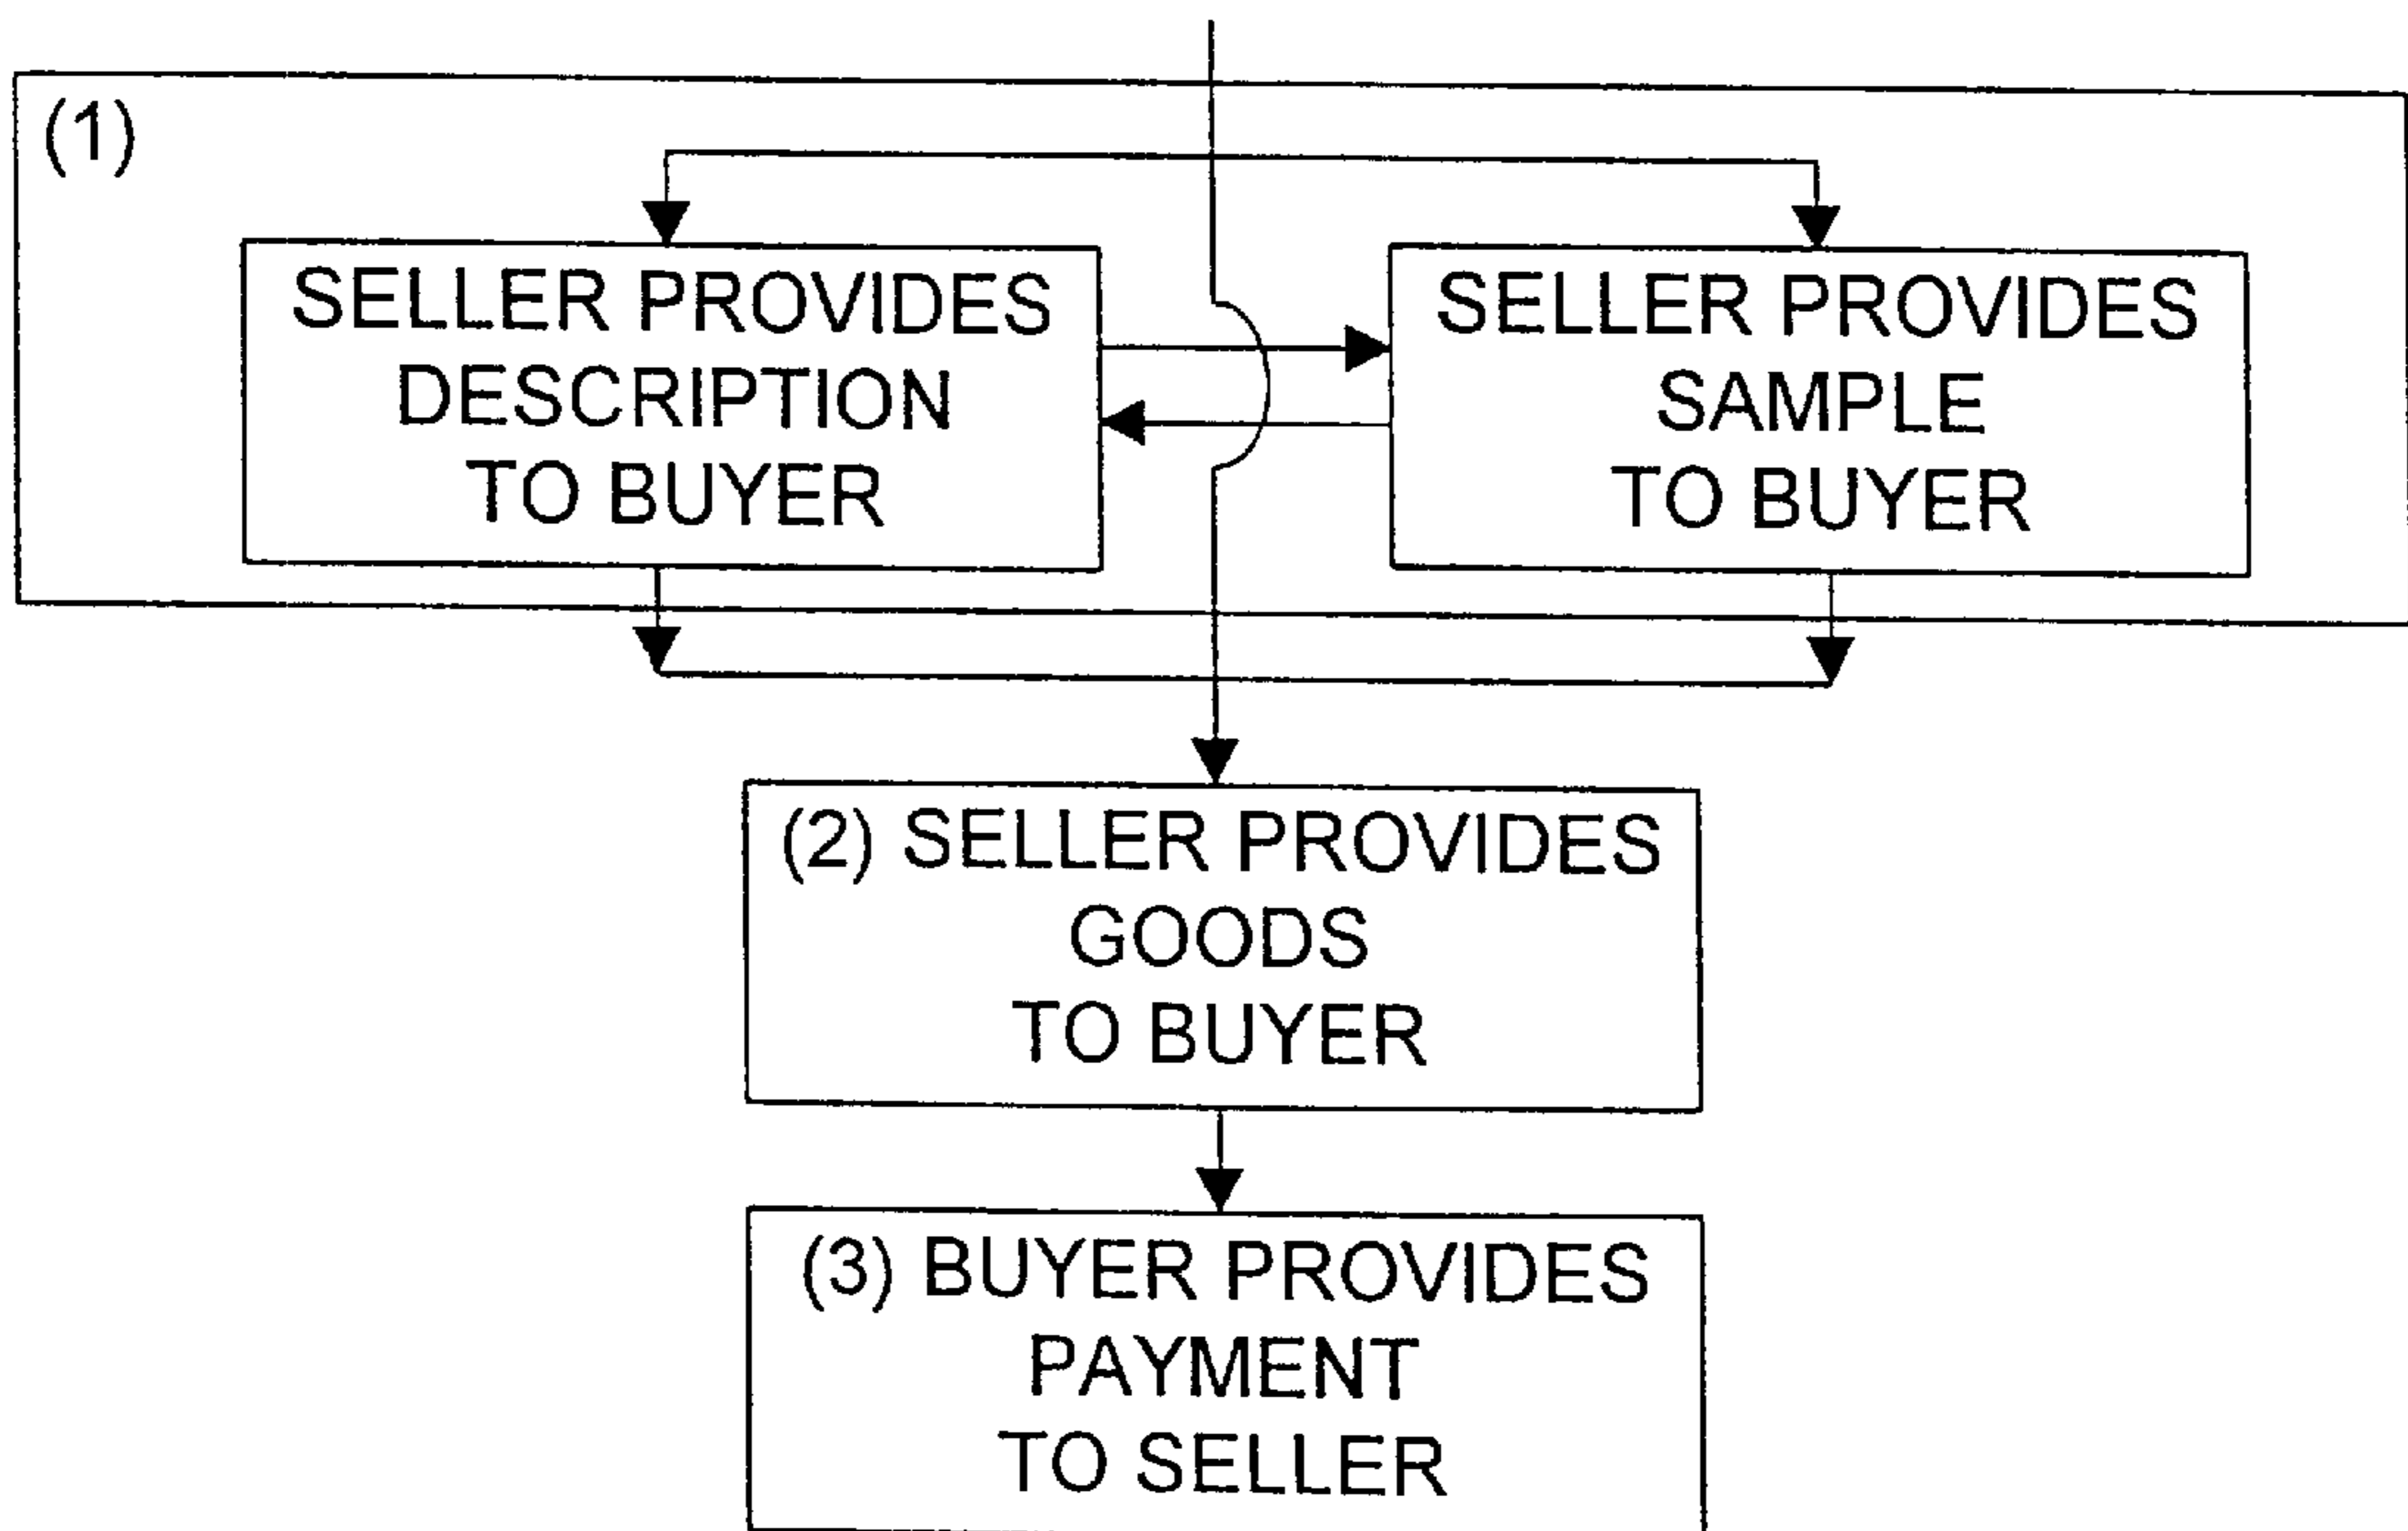 (1)
SELLER PROVIDES
DESCRIPTION
TO BUYER
SELLER PROVIDES
SAMPLE
TO BUYER
(2) SELLER PROVIDES
GOODS
TO BUYER
(3) BUYER PROVIDES
PAYMENT
TO SELLER